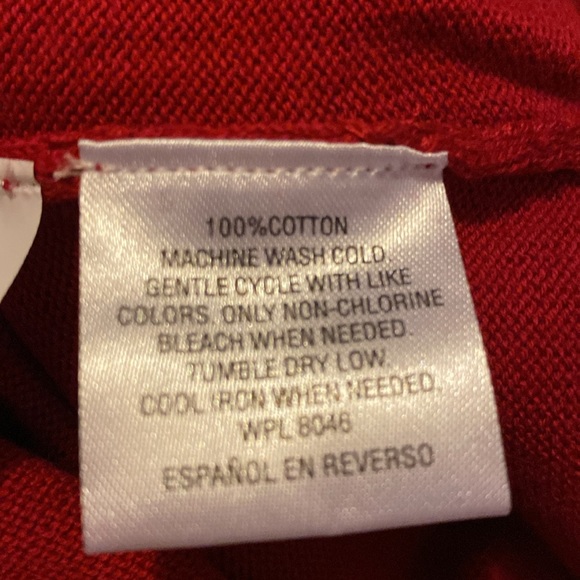 100%COTTON
MACHINE WASH COLD.
GENTLE CYCLE WITH LIKE
COLORS. ONLY NON-CHLORINE
BLEACH WHEN NEEDED.
TUMBLE DRY LOW.
COOL IRON WHEN NEEDED.
WPL 8046
ESPAÑOL EN REVERSO